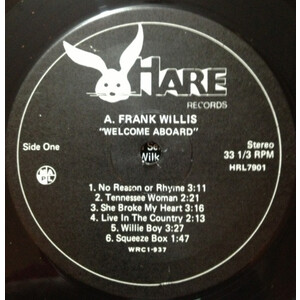 HARE
RECORDS
A. FRANK WILLIS
"WELCOME ABOARD"
Side One
Stereo
33 1/3 RPM
HRL7901
1. No Reason or Rhyme 3:11
2. Tennessee Woman 2:21
3. She Broke My Heart 3:16
4. Live In The Country 2:13
5. Willie Boy 3:27
6. Squeeze Box 1:47
WRC1-937